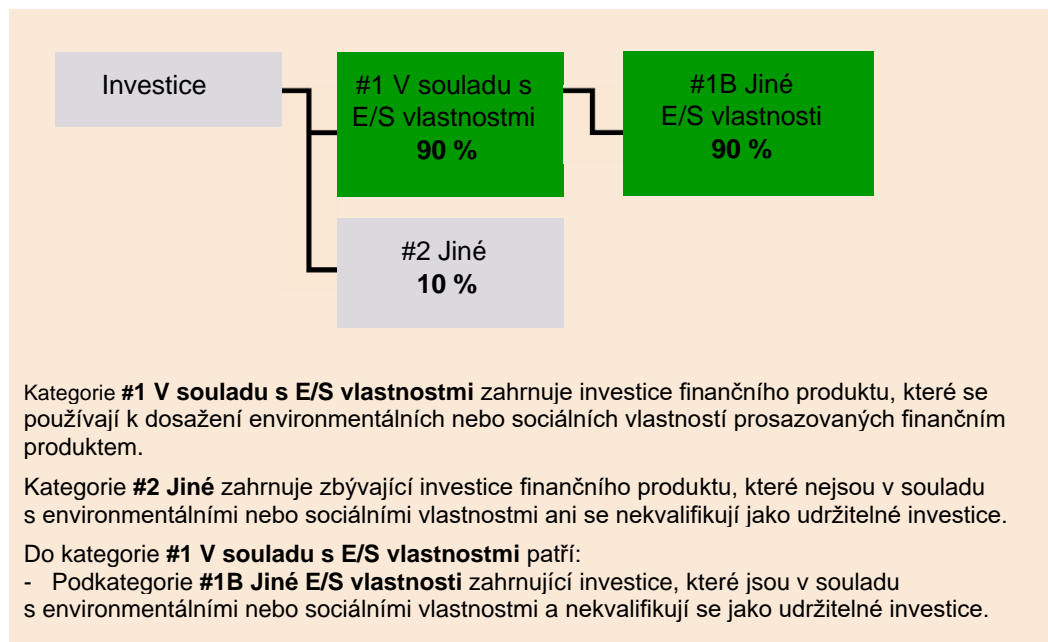 Investice
#1 V souladu s
E/S vlastnostmi
90 %
#1B Jiné
E/S vlastnosti
90 %
#2 Jiné
10 %
Kategorie #1 V souladu s E/S vlastnostmi zahrnuje investice finančního produktu, které se
používají k dosažení environmentálních nebo sociálních vlastností prosazovaných finančním
produktem.
Kategorie #2 Jiné zahrnuje zbývající investice finančního produktu, které nejsou v souladu
s environmentálními nebo sociálními vlastnostmi ani se nekvalifikují jako udržitelné investice.
Do kategorie #1 V souladu s E/S vlastnostmi patří:
- Podkategorie #1B Jiné E/S vlastnosti zahrnující investice, které jsou v souladu
s environmentálními nebo sociálními vlastnostmi a nekvalifikují se jako udržitelné investice.